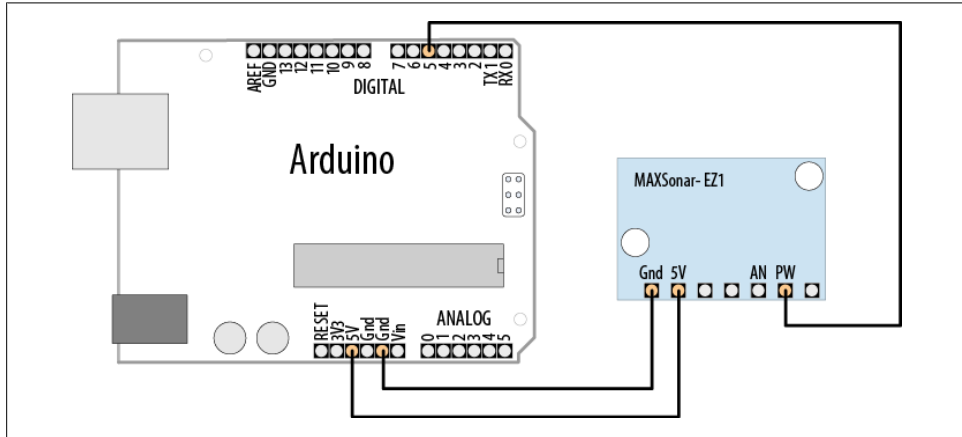 AREF
GND
13
12
11
10
9
8
7
6
5
4
3
2
TX 1
RX 0
DIGITAL
Arduino
MAXSonar- EZ1
Gnd 5V AN PW
RESET
3V3
5V
Gnd
Gnd
Vin
ANALOG
0
1
2
3
4
5